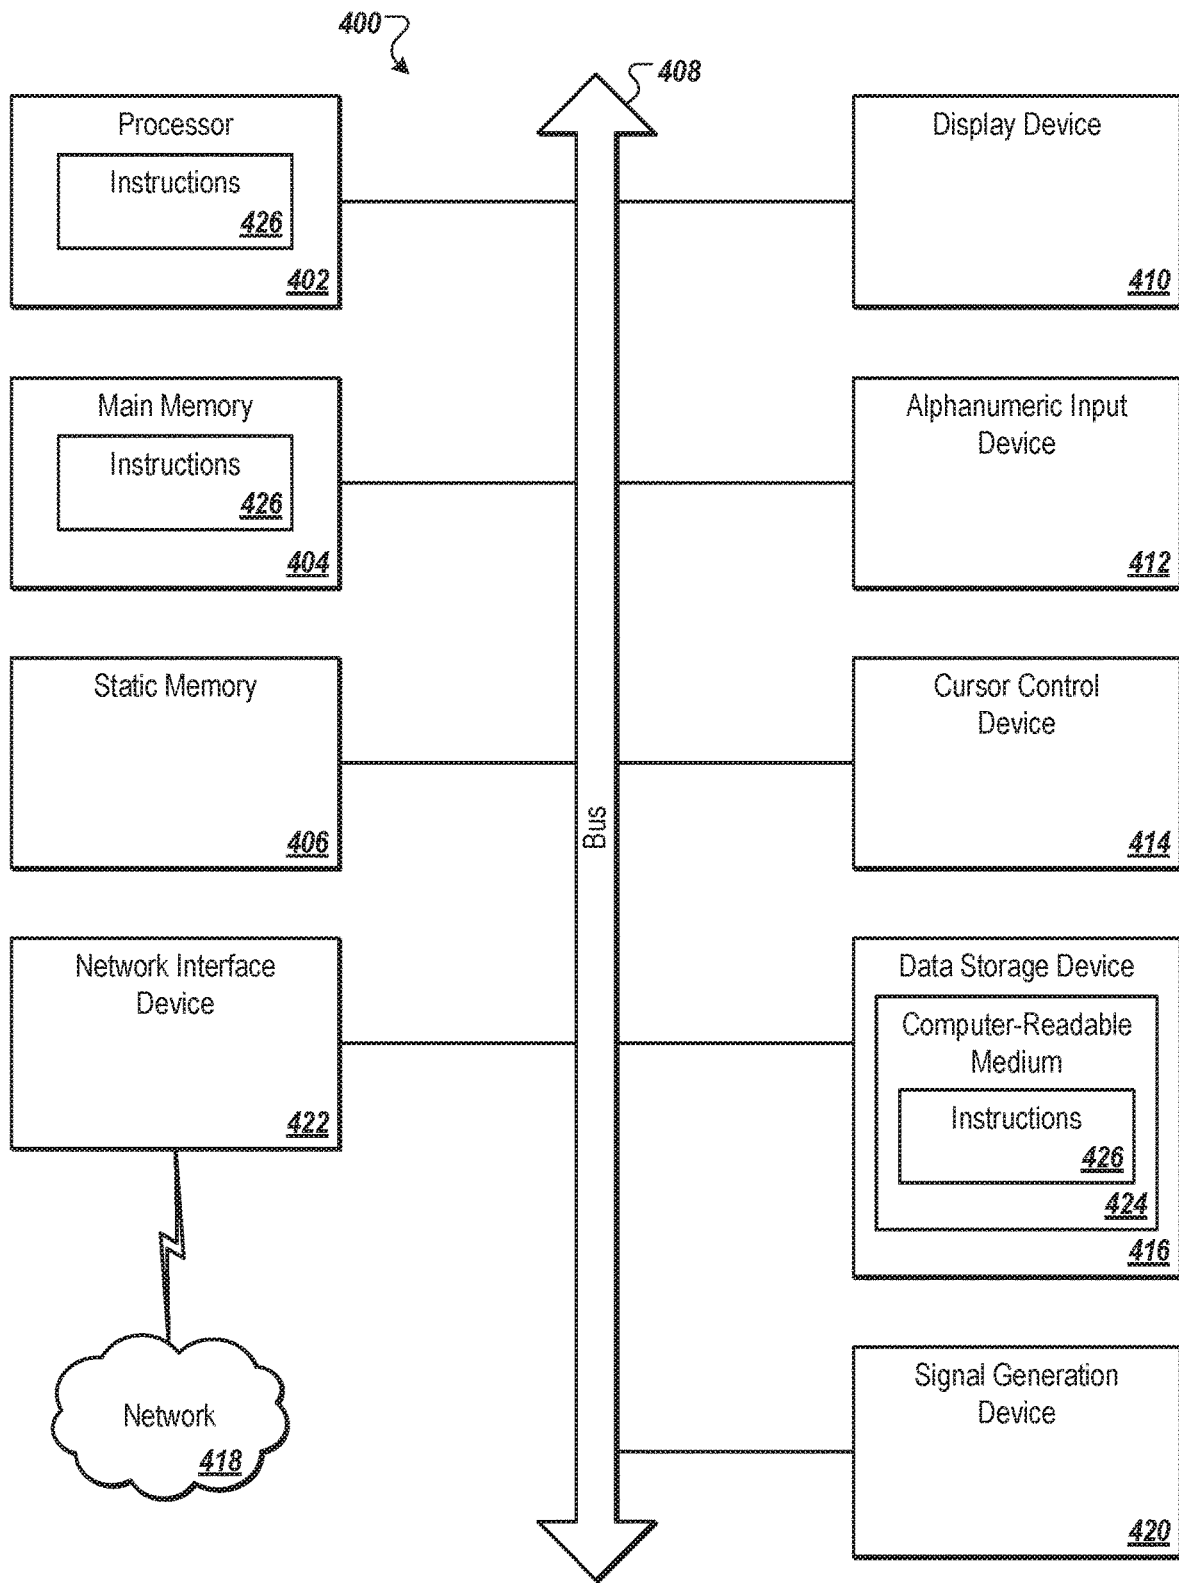 400
408
Processor
Instructions
426
402
Main Memory
Instructions
426
404
Static Memory
406
Network Interface
Device
422
Network
418
Bus
Display Device
410
Alphanumeric Input
Device
412
Cursor Control
Device
414
Data Storage Device
Computer-Readable
Medium
Instructions
426
424
416
Signal Generation
Device
420